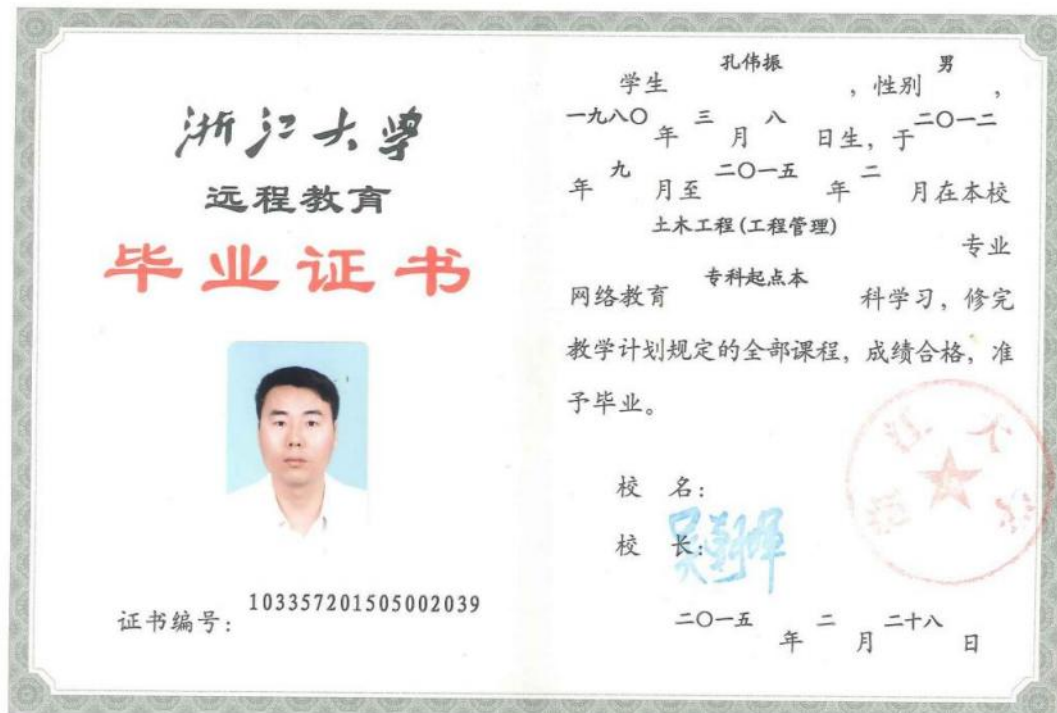 浙江大学
远程教育
毕业证书
证书编号：103357201505002039
学生 孔伟振 ，性别 男 ，
一九八〇 年 三 月 八 日生，于 二〇一二
年 九 月至 二〇一五 年 二 月在本校
土木工程(工程管理) 专业
网络教育 专科起点本 科学习，修完
教学计划规定的全部课程，成绩合格，准
予毕业。
校 名：
校 长：
二〇一五 年 二 月 二十八 日